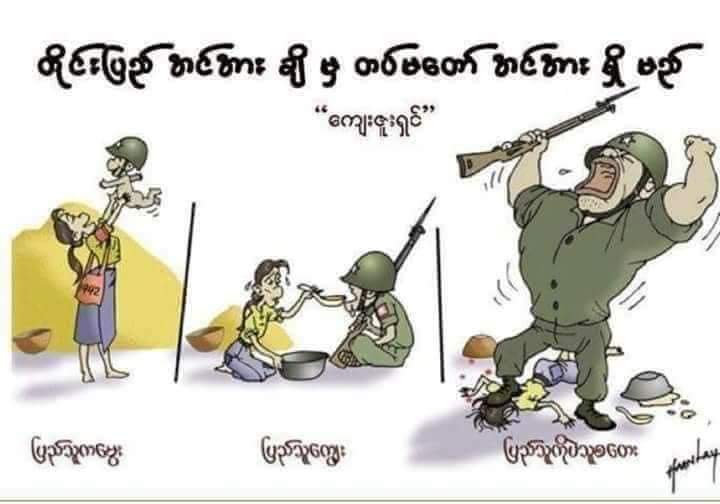 တိုင်းပြည် အင်အား ချိ မှ တပ်မတော် အင်အား ရှိ မည်
“ကျေးဇူးရှင်”
1942
ပြည်သူကမွေး
ပြည်သူကျွေး
ပြည်သူကိုပဲသူစတေး